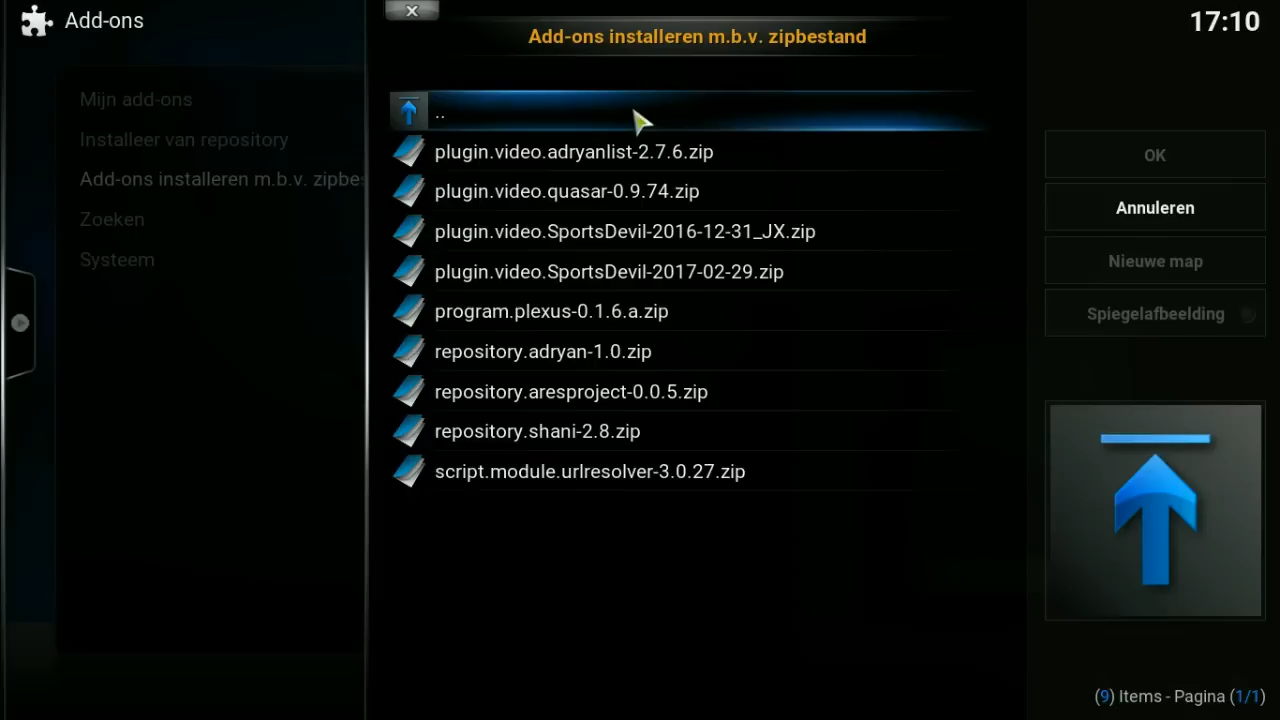 Add-ons
Mijn add-ons
Installeer van repository
Add-ons installeren m.b.v. zipbe
Zoeken
Systeem
x
Add-ons installeren m.b.v. zipbestand
..
plugin.video.adryanlist-2.7.6.zip
plugin.video.quasar-0.9.74.zip
plugin.video.SportsDevil-2016-12-31_JX.zip
plugin.video.SportsDevil-2017-02-29.zip
program.plexus-0.1.6.a.zip
repository.adryan-1.0.zip
repository.aresproject-0.0.5.zip
repository.shani-2.8.zip
script.module.urlresolver-3.0.27.zip
17:10
OK
Annuleren
Nieuwe map
Spiegelafbeelding
(9) Items - Pagina (1/1)